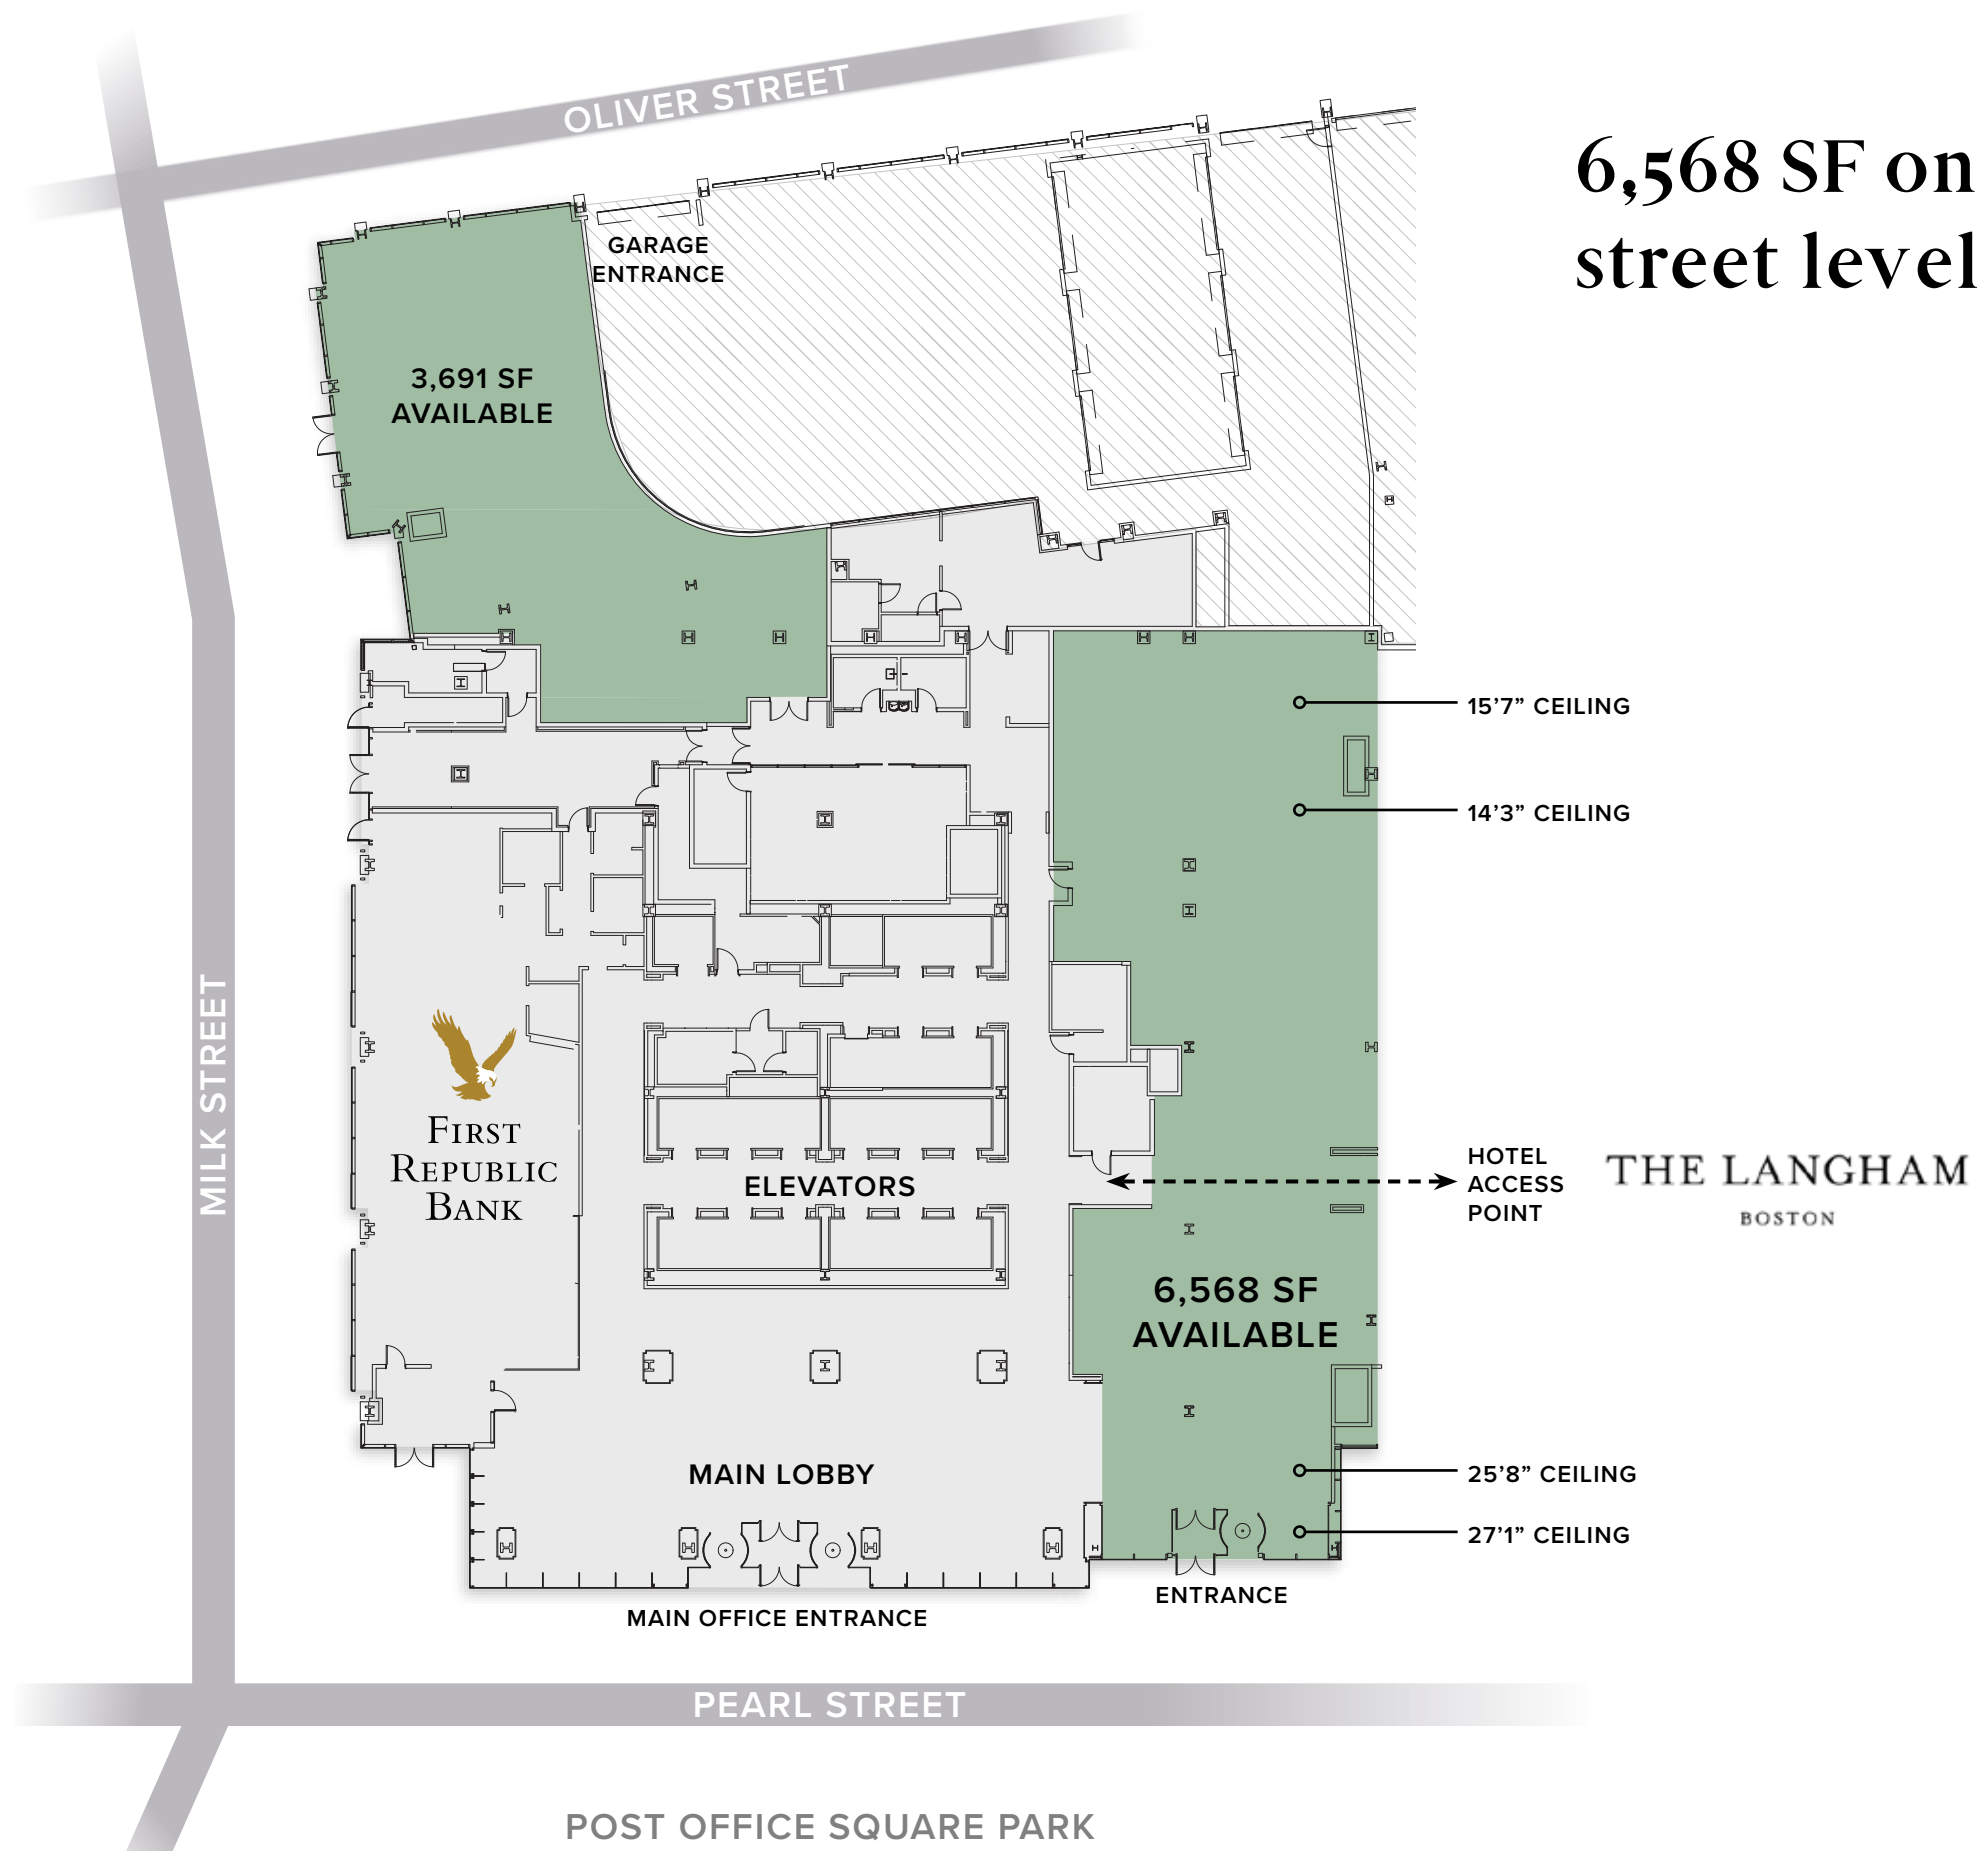 OLIVER STREET
6,568 SF on
street level
GARAGE
ENTRANCE
3,691 SF
AVAILABLE
15’7” CEILING
14’3” CEILING
MILK STREET
FIRST
REPUBLIC
BANK
ELEVATORS
HOTEL
ACCESS
POINT
THE LANGHAM
BOSTON
6,568 SF
AVAILABLE
MAIN LOBBY
25’8” CEILING
27’1” CEILING
ENTRANCE
MAIN OFFICE ENTRANCE
PEARL STREET
POST OFFICE SQUARE PARK